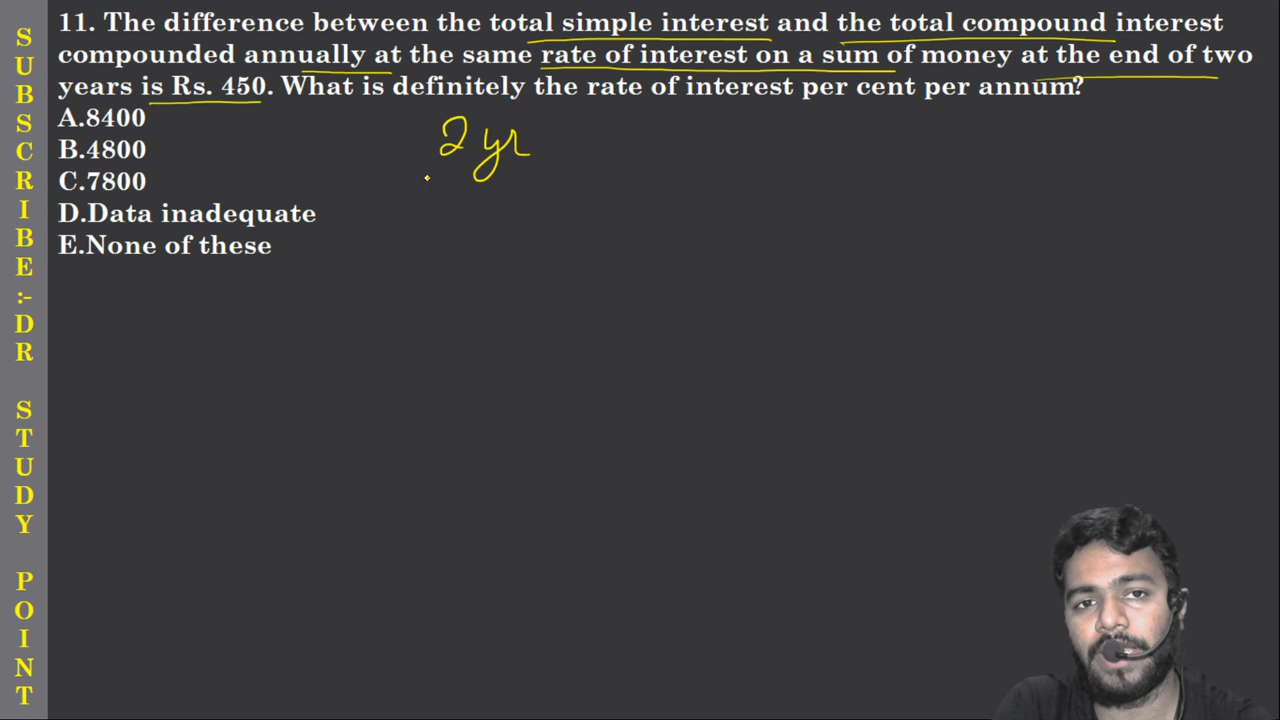 SUBSCRIBE:-DR STUDY POINT
11. The difference between the total simple interest and the total compound interest
compounded annually at the same rate of interest on a sum of money at the end of two
years is Rs. 450. What is definitely the rate of interest per cent per annum?
A.8400
B.4800
C.7800
D.Data inadequate
E.None of these
2 yr